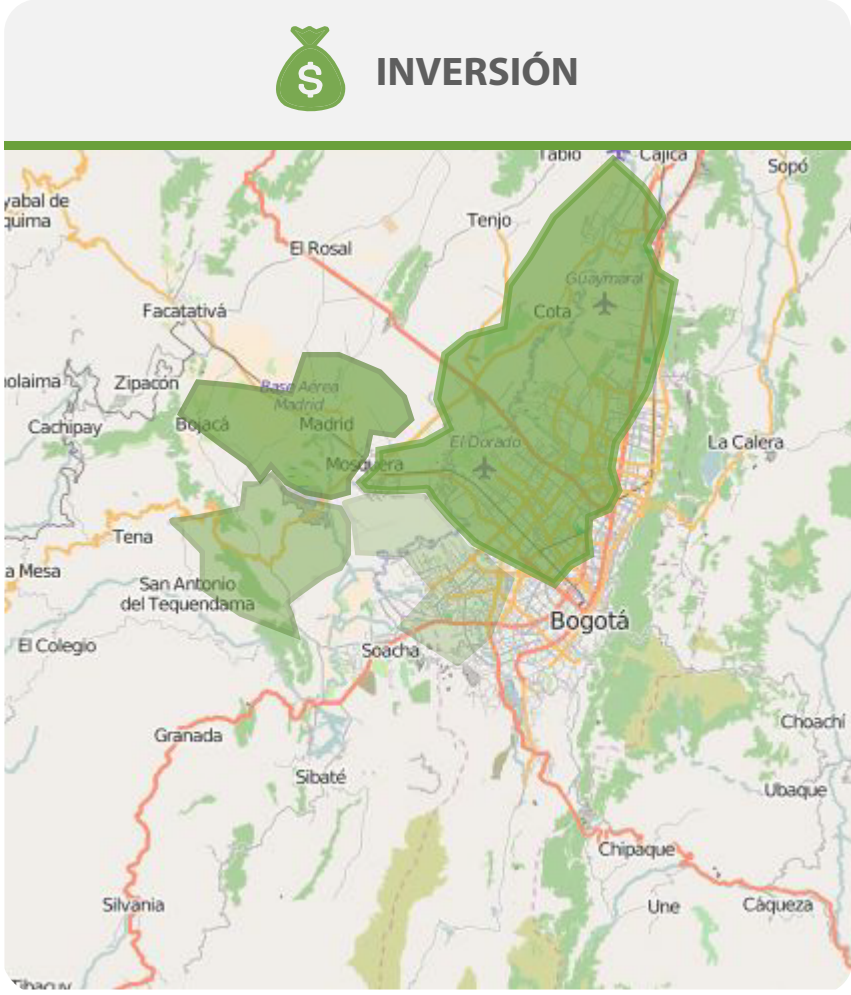 $
INVERSIÓN
Tabio
Cajica
Sopó
yabal de
quima
Tenjo
El Rosal
Guaymaral
Facatativá
Cota
olaima
Zipacón
Base Aérea
Madrid
Bojacá
Madrid
Cachipay
El Dorado
La Calera
Mosquera
Tena
a Mesa
San Antonio
del Tequendama
Bogotá
El Colegio
Soacha
Choachí
Granada
Sibaté
Ubaque
Chipaque
Silvania
Une
Cáqueza
Tibacuy